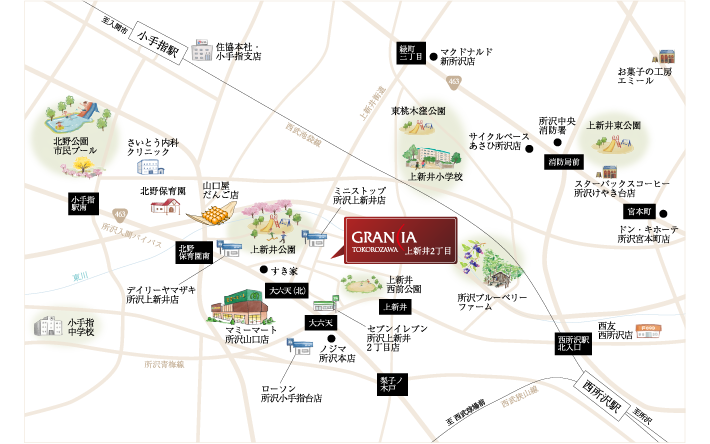 至入間市
小手指駅
住協本社・
小手指支店
緑町
三丁目
マクドナルド
新所沢店
463
お菓子の工房
エミール
上新井街道
西武池袋線
東桃木窪公園
上新井小学校
サイクルベース
あさひ所沢店
所沢中央
消防署
消防局前
上新井東公園
スターバックスコーヒー
所沢けやき台店
宮本町
ドン・キホーテ
所沢宮本町店
北野公園
市民プール
さいとう内科
クリニック
小手指
駅南
463
所沢入間バイパス
北野保育園
山口屋
だんご店
北野
保育園南
上新井公園
ミニストップ
所沢上新井店
GRANXIA
TOKOROZAWA
上新井2丁目
東川
すき家
デイリーヤマザキ
所沢上新井店
大六天(北)
マミーマート
所沢山口店
大六天
上新井
西前公園
上新井
セブンイレブン
所沢上新井
2丁目店
所沢ブルーベリー
ファーム
小手指
中学校
所沢青梅線
ノジマ
所沢本店
ローソン
所沢小手指台店
梨子ノ
木戸
西所沢駅
北入口
西友
西所沢店
西所沢駅
至所沢
西武狭山線
至 西武球場前